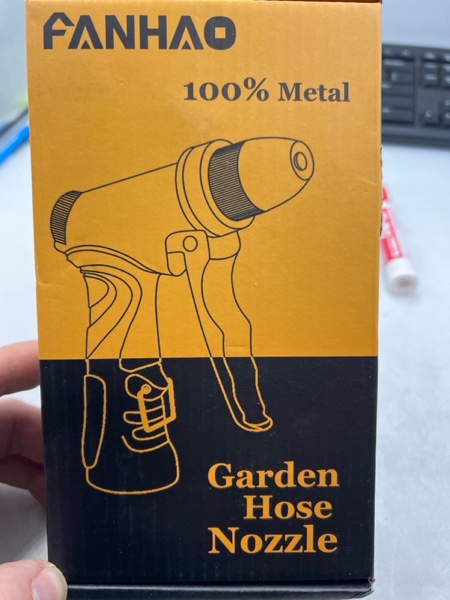 FANHAO
100% Metal
Garden
Hose
Nozzle